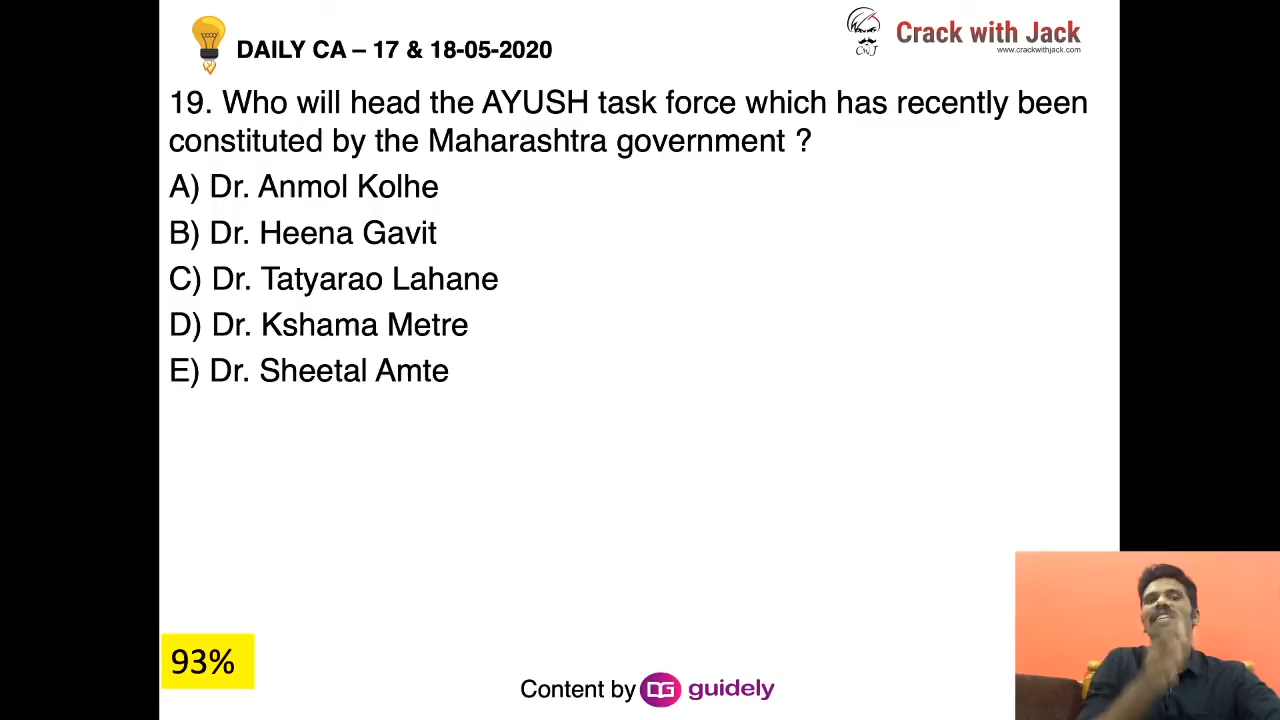 DAILY CA – 17 & 18-05-2020
Crack with Jack
www.crackwithjack.com
CWJ
19. Who will head the AYUSH task force which has recently been
constituted by the Maharashtra government ?
A) Dr. Anmol Kolhe
B) Dr. Heena Gavit
C) Dr. Tatyarao Lahane
D) Dr. Kshama Metre
E) Dr. Sheetal Amte
93%
Content by guidely